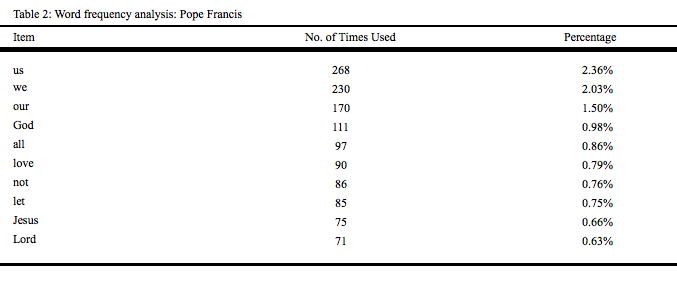 Table 2: Word frequency analysis: Pope Francis
Item No. of Times Used Percentage
us 268 2.36%
we 230 2.03%
our 170 1.50%
God 111 0.98%
all 97 0.86%
love 90 0.79%
not 86 0.76%
let 85 0.75%
Jesus 75 0.66%
Lord 71 0.63%